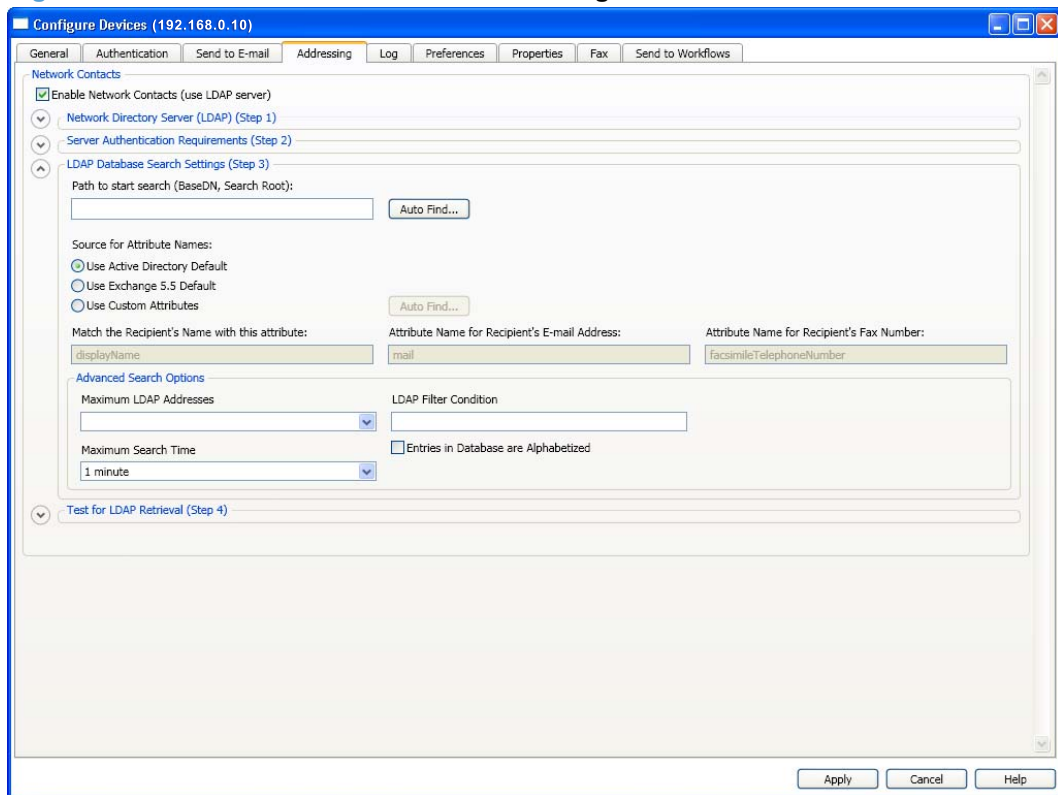 Configure Devices (192.168.0.10)
General Authentication Send to E-mail Addressing Log Preferences Properties Fax Send to Workflows
Network Contacts
Enable Network Contacts (use LDAP server)
Network Directory Server (LDAP) (Step 1)
Server Authentication Requirements (Step 2)
LDAP Database Search Settings (Step 3)
Path to start search (BaseDN, Search Root):
Auto Find...
Source for Attribute Names:
Use Active Directory Default
Use Exchange 5.5 Default
Use Custom Attributes Auto Find...
Match the Recipient's Name with this attribute: Attribute Name for Recipient's E-mail Address: Attribute Name for Recipient's Fax Number:
displayName mail facsimileTelephoneNumber
Advanced Search Options
Maximum LDAP Addresses LDAP Filter Condition
Maximum Search Time Entries in Database are Alphabetized
1 minute
Test for LDAP Retrieval (Step 4)
Apply Cancel Help